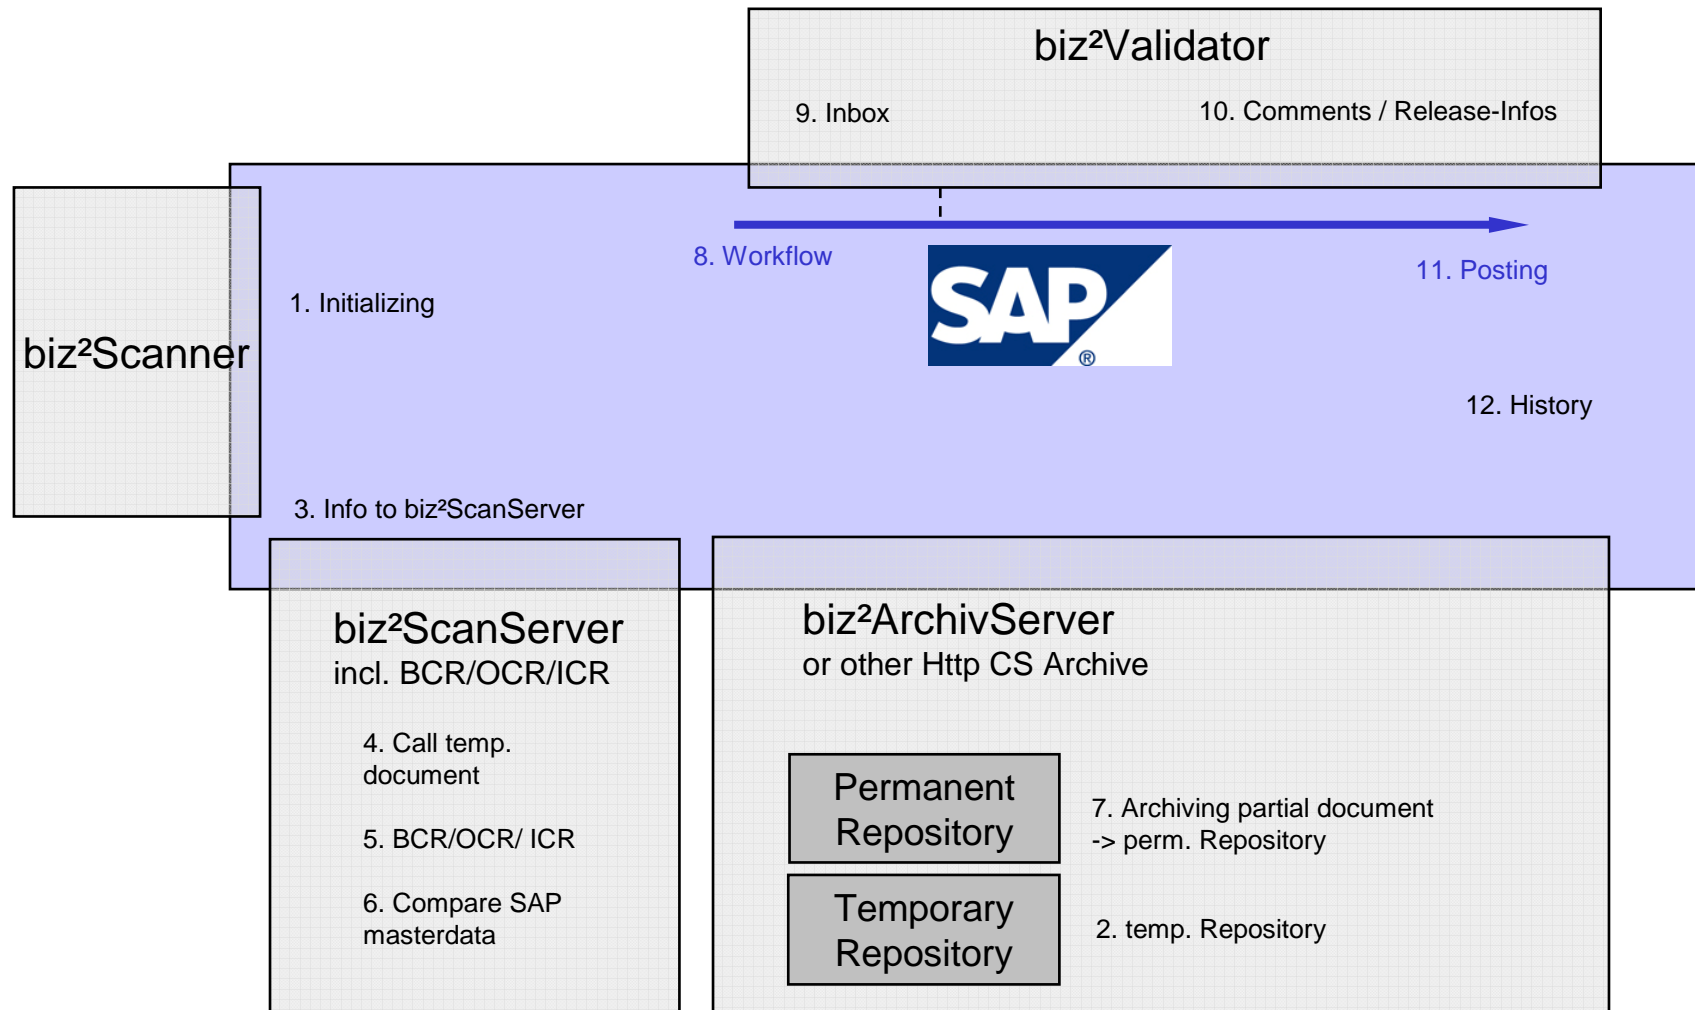 biz²Validator
9. Inbox
10. Comments / Release-Infos
8. Workflow
SAP
®
11. Posting
1. Initializing
biz²Scanner
12. History
3. Info to biz²ScanServer
biz²ScanServer
incl. BCR/OCR/ICR
4. Call temp.
document
5. BCR/OCR/ ICR
6. Compare SAP
masterdata
biz²ArchivServer
or other Http CS Archive
Permanent
Repository
7. Archiving partial document
-> perm. Repository
Temporary
Repository
2. temp. Repository